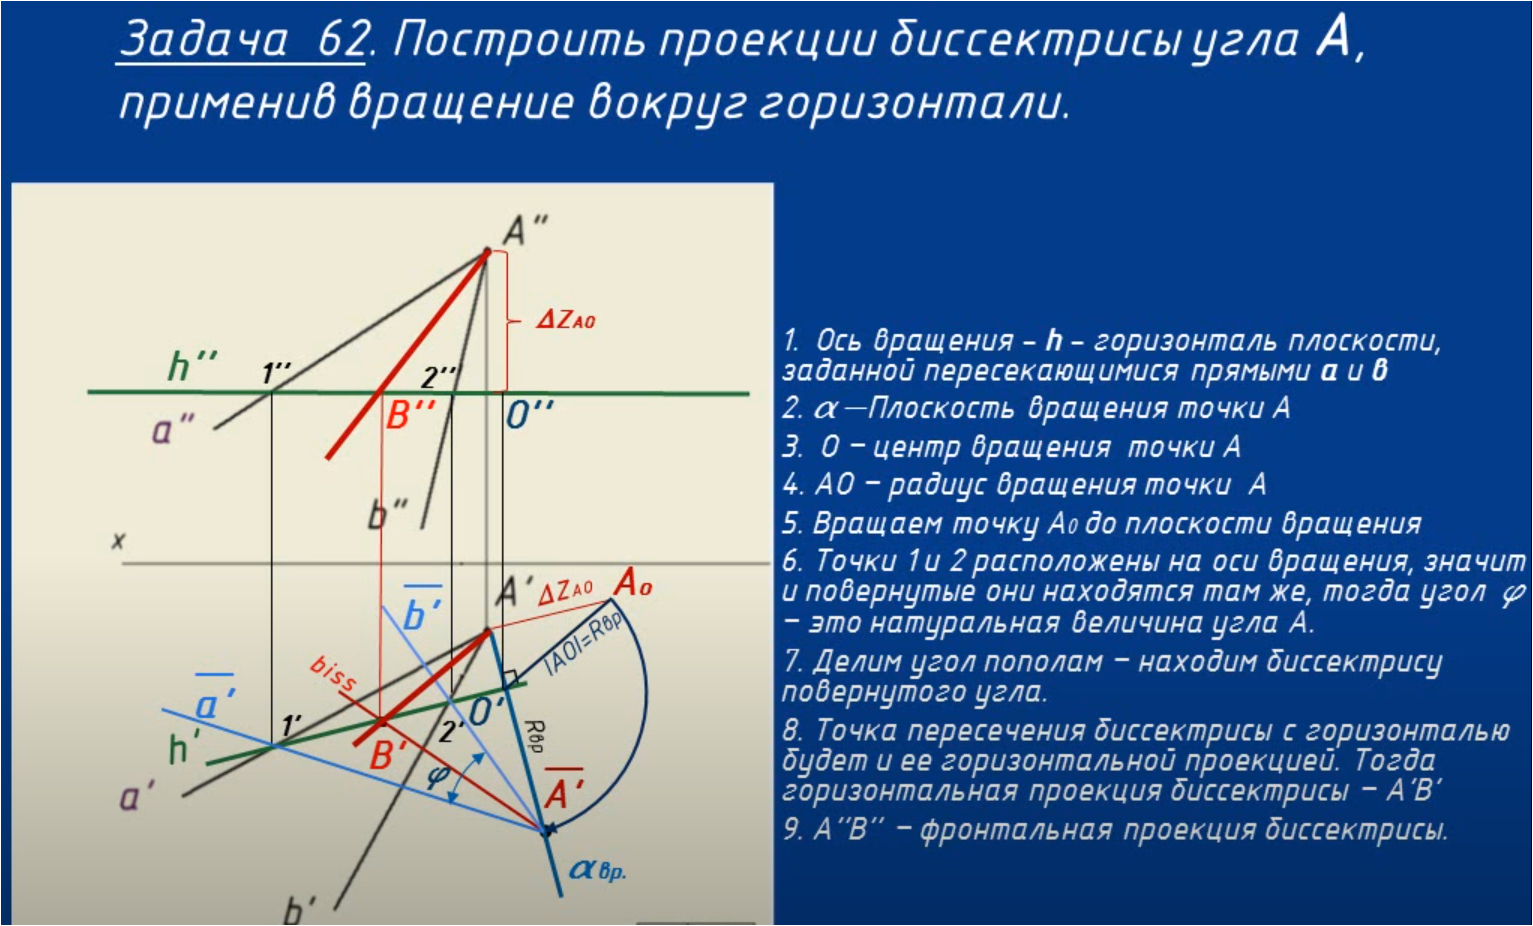 Задача 62. Построить проекции биссектрисы угла А,
применив вращение вокруг горизонтали.
A''
ΔZAO
h''
1''
2''
a''
B''
O''
b''
x
b'
A'
ΔZAO
Ao
|AO|=Rвр
biss
a'
1'
O'
h'
B'
2'
Rвр
φ
A'
a'
αвр.
b'
1. Ось вращения – h – горизонталь плоскости,
заданной пересекающимися прямыми а и в
2. α — Плоскость вращения точки А
3. О – центр вращения точки А
4. АО – радиус вращения точки А
5. Вращаем точку А0 до плоскости вращения
6. Точки 1 и 2 расположены на оси вращения, значит
и повернутые они находятся там же, тогда угол φ
– это натуральная величина угла А.
7. Делим угол пополам – находим биссектрису
повернутого угла.
8. Точка пересечения биссектрисы с горизонталью
будет и ее горизонтальной проекцией. Тогда
горизонтальная проекция биссектрисы – А'В'
9. А''В'' – фронтальная проекция биссектрисы.